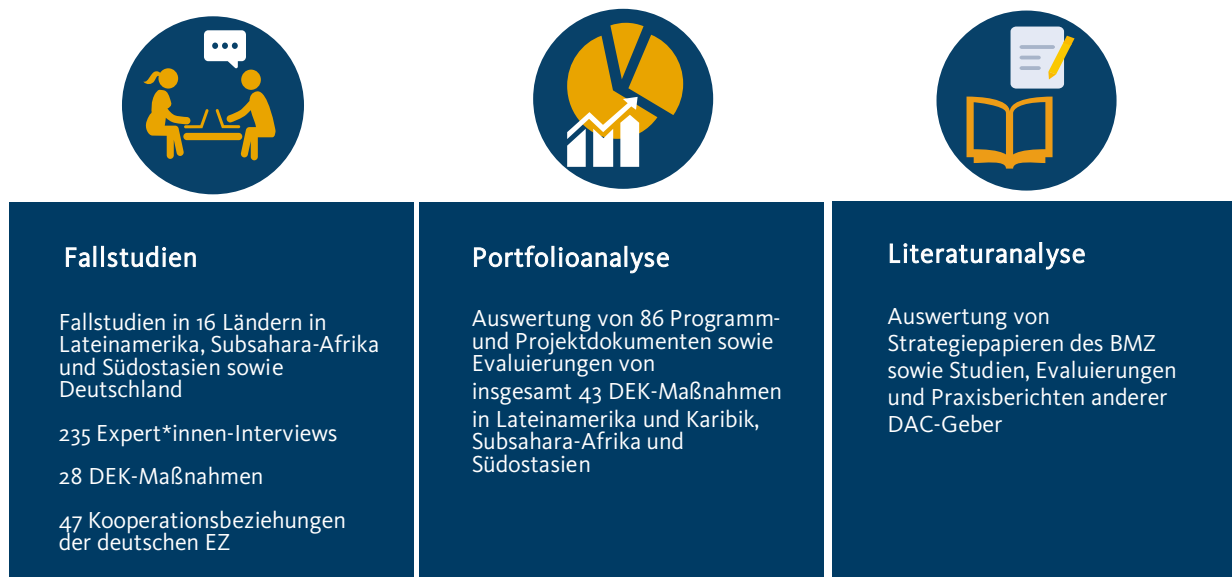 Fallstudien
Fallstudien in 16 Ländern in
Lateinamerika, Subsahara-Afrika
und Südostasien sowie
Deutschland
235 Expert*innen-Interviews
28 DEK-Maßnahmen
47 Kooperationsbeziehungen
der deutschen EZ
Portfolioanalyse
Auswertung von 86 Programm-
und Projektdokumenten sowie
Evaluierungen von
insgesamt 43 DEK-Maßnahmen
in Lateinamerika und Karibik,
Subsahara-Afrika und
Südostasien
Literaturanalyse
Auswertung von
Strategiepapieren des BMZ
sowie Studien, Evaluierungen
und Praxisberichten anderer
DAC-Geber